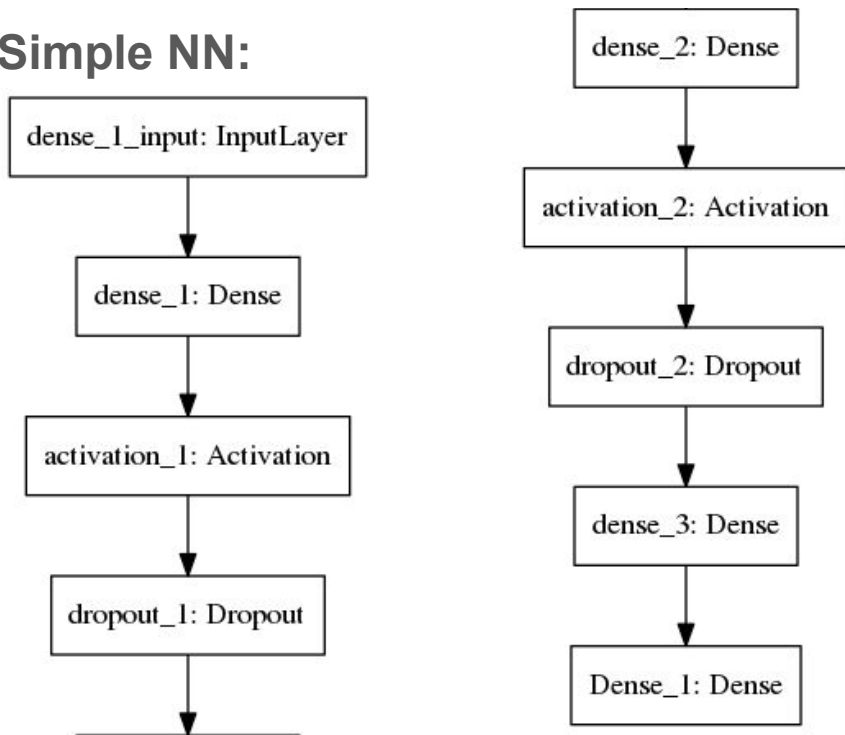 Simple NN:
dense_1_input: InputLayer
dense_1: Dense
activation_1: Activation
dropout_1: Dropout
dense_2: Dense
activation_2: Activation
dropout_2: Dropout
dense_3: Dense
Dense_1: Dense